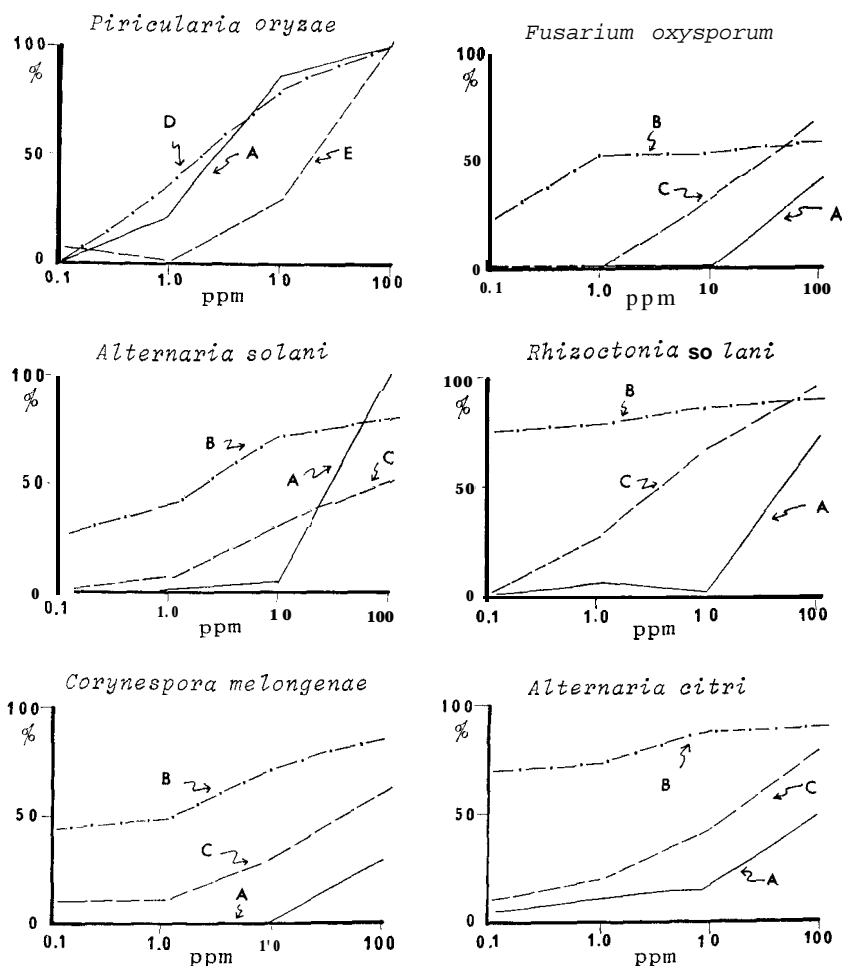 Piricularia oryzae
100
%
D
A
E
50
0
0.1 1.0 10 100
ppm
Fusarium oxysporum
100
%
B
50
C
A
0
0.1 1.0 10 100
ppm
Alternaria solani
100
%
B
A
C
50
0
0.1 1.0 10 100
ppm
Rhizoctonia so lani
100
%
B
50
C
A
0
0.1 1.0 10 100
ppm
Corynespora melongenae
100
%
B
50
C
A
0
0.1 1.0 1'0 100
ppm
Alternaria citri
100
%
B
50
C
A
0
0.1 1.0 10 100
ppm